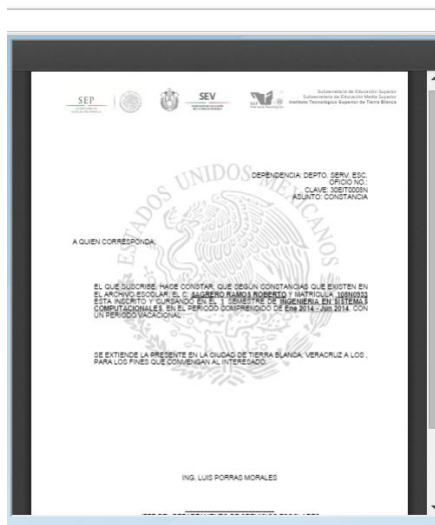 SEP
SEV
Subsecretaría de Educación Superior
Subsecretaría de Educación Media Superior
Instituto Tecnológico Superior de Tierra Blanca
ESTADOS UNIDOS MEXICANOS
DEPENDENCIA: DEPTO. SERV. ESC.
OFICIO NO.:
CLAVE: 30EIT0008N
ASUNTO: CONSTANCIA
A QUIEN CORRESPONDA:
EL QUE SUSCRIBE, HACE CONSTAR, QUE SEGÚN CONSTANCIAS QUE EXISTEN EN
EL ARCHIVO ESCOLAR, EL C. SAGRERO RAMOS ROBERTO Y MATRICULA 108N0933
ESTA INSCRITO Y CURSANDO EN EL 1 SEMESTRE DE INGENIERIA EN SISTEMAS
COMPUTACIONALES, EN EL PERIODO COMPRENDIDO DE Ene 2014 - Jun 2014, CON
UN PERIODO VACACIONAL
SE EXTIENDE LA PRESENTE EN LA CIUDAD DE TIERRA BLANCA, VERACRUZ A LOS ,
PARA LOS FINES QUE CONVENGAN AL INTERESADO.
ING. LUIS PORRAS MORALES